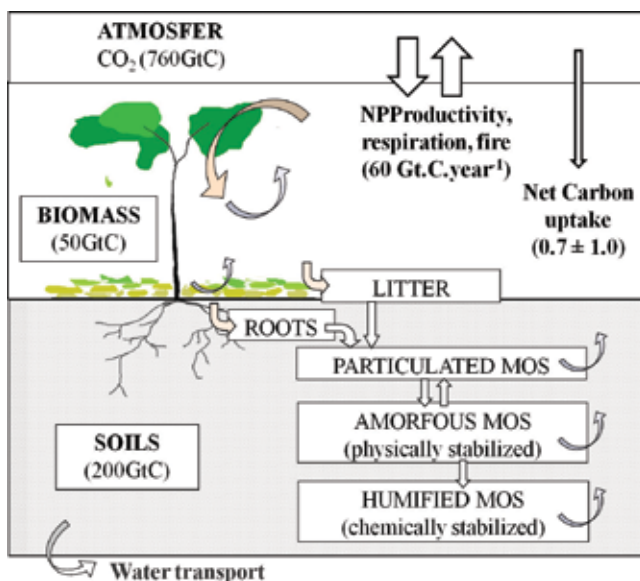 ATMOSFER
CO₂ (760GtC)
NPProductivity,
respiration, fire
(60 Gt.C.year⁻¹)
Net Carbon
uptake
(0.7 ± 1.0)
BIOMASS
(50GtC)
LITTER
ROOTS
PARTICULATED MOS
AMORFOUS MOS
(physically stabilized)
SOILS
(200GtC)
HUMIFIED MOS
(chemically stabilized)
Water transport